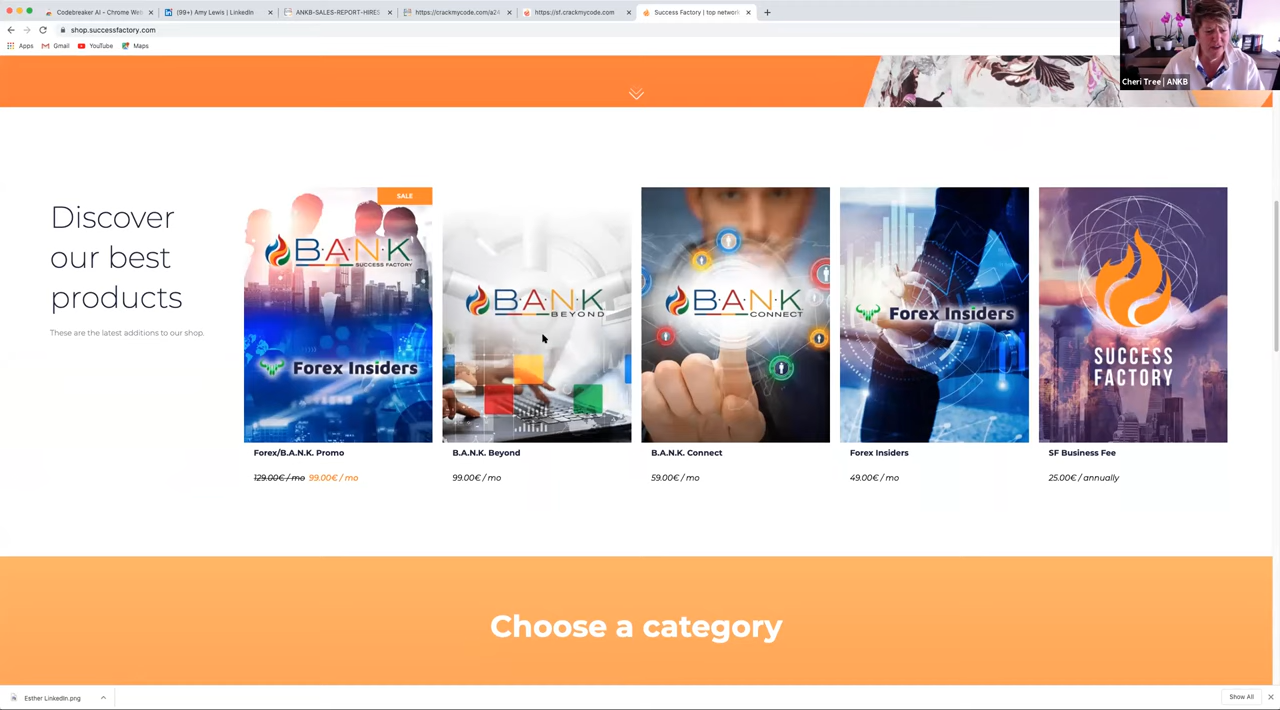 Codebreaker AI - Chrome Web
(99+) Amy Lewis | LinkedIn
ANKB-SALES-REPORT-HIRES
https://crackmycode.com/a24
https://sf.crackmycode.com
Success Factory | top network
shop.successfactory.com
Apps
Gmail
YouTube
Maps
Cheri Tree | ANKB
Discover
our best
products
These are the latest additions to our shop.
SALE
B.A.N.K
SUCCESS FACTORY
Forex Insiders
B.A.N.K
BEYOND
B.A.N.K
CONNECT
Forex Insiders
SUCCESS
FACTORY
Forex/B.A.N.K. Promo
129.00€ / mo 99.00€ / mo
B.A.N.K. Beyond
99.00€ / mo
B.A.N.K. Connect
59.00€ / mo
Forex Insiders
49.00€ / mo
SF Business Fee
25.00€ / annually
Choose a category
Esther LinkedIn.png
Show All